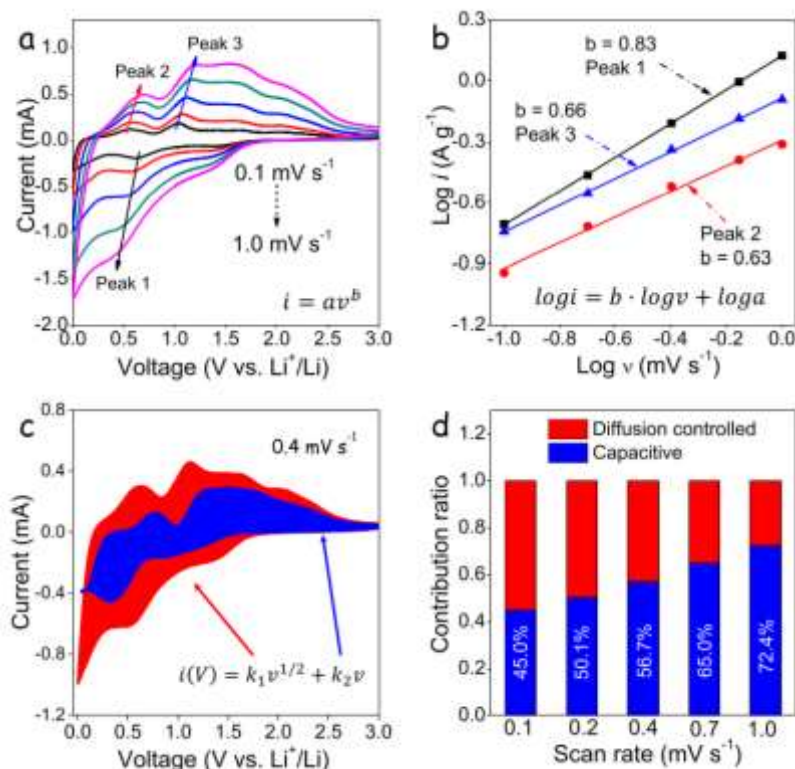 a
Peak 2
Peak 3
0.1 mV s⁻¹
1.0 mV s⁻¹
Peak 1
i = av^b
1.0
0.5
0.0
-0.5
-1.0
-1.5
-2.0
Current (mA)
0.0 0.5 1.0 1.5 2.0 2.5 3.0
Voltage (V vs. Li⁺/Li)
b
b = 0.83
Peak 1
b = 0.66
Peak 3
Peak 2
b = 0.63
logi = b · logv + loga
0.0
-0.3
-0.6
-0.9
-1.2
Log i (A g⁻¹)
-1.0 -0.8 -0.6 -0.4 -0.2 0.0
Log ν (mV s⁻¹)
c
0.4 mV s⁻¹
i(V) = k₁v^1/2 + k₂v
0.8
0.4
0.0
-0.4
-0.8
-1.2
Current (mA)
0.0 0.5 1.0 1.5 2.0 2.5 3.0
Voltage (V vs. Li⁺/Li)
d
Diffusion controlled
Capacitive
1.2
1.0
0.8
0.6
0.4
0.2
0.0
Contribution ratio
45.0%
50.1%
56.7%
65.0%
72.4%
0.1 0.2 0.4 0.7 1.0
Scan rate (mV s⁻¹)